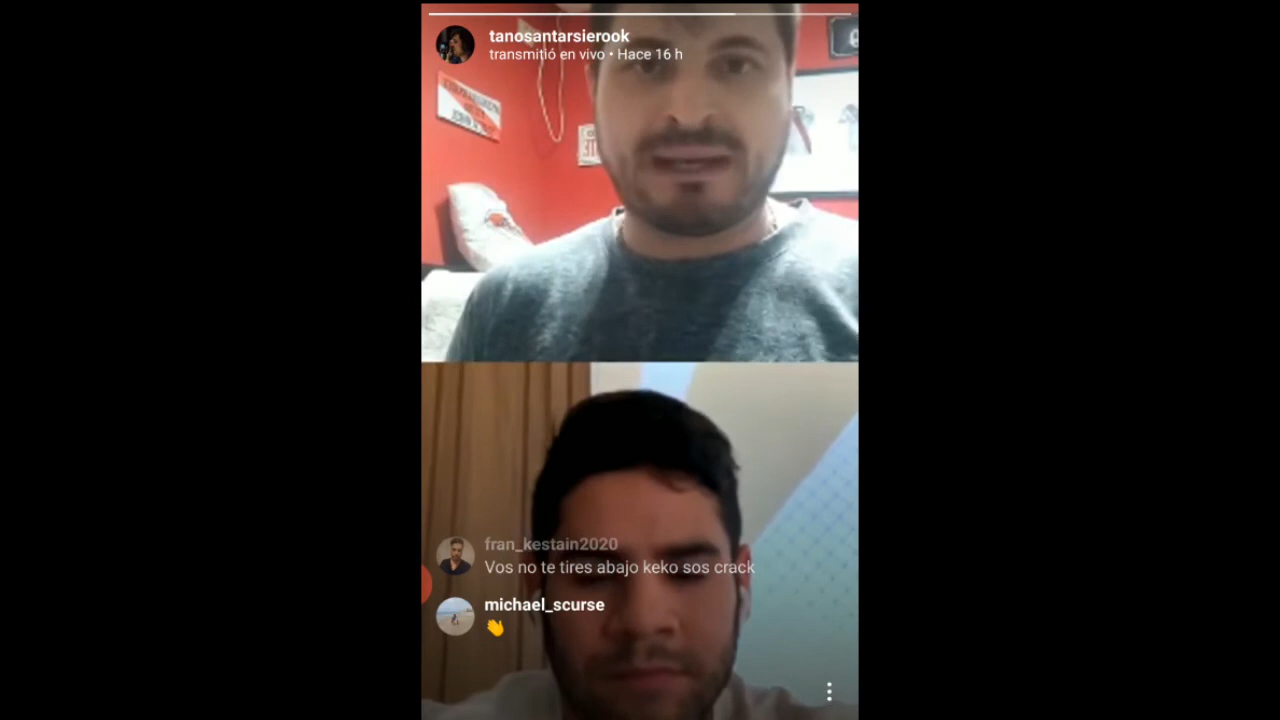 tanosantarsierook
transmitió en vivo • Hace 16 h
fran_kestain2020
Vos no te tires abajo keko sos crack
michael_scurse
👏